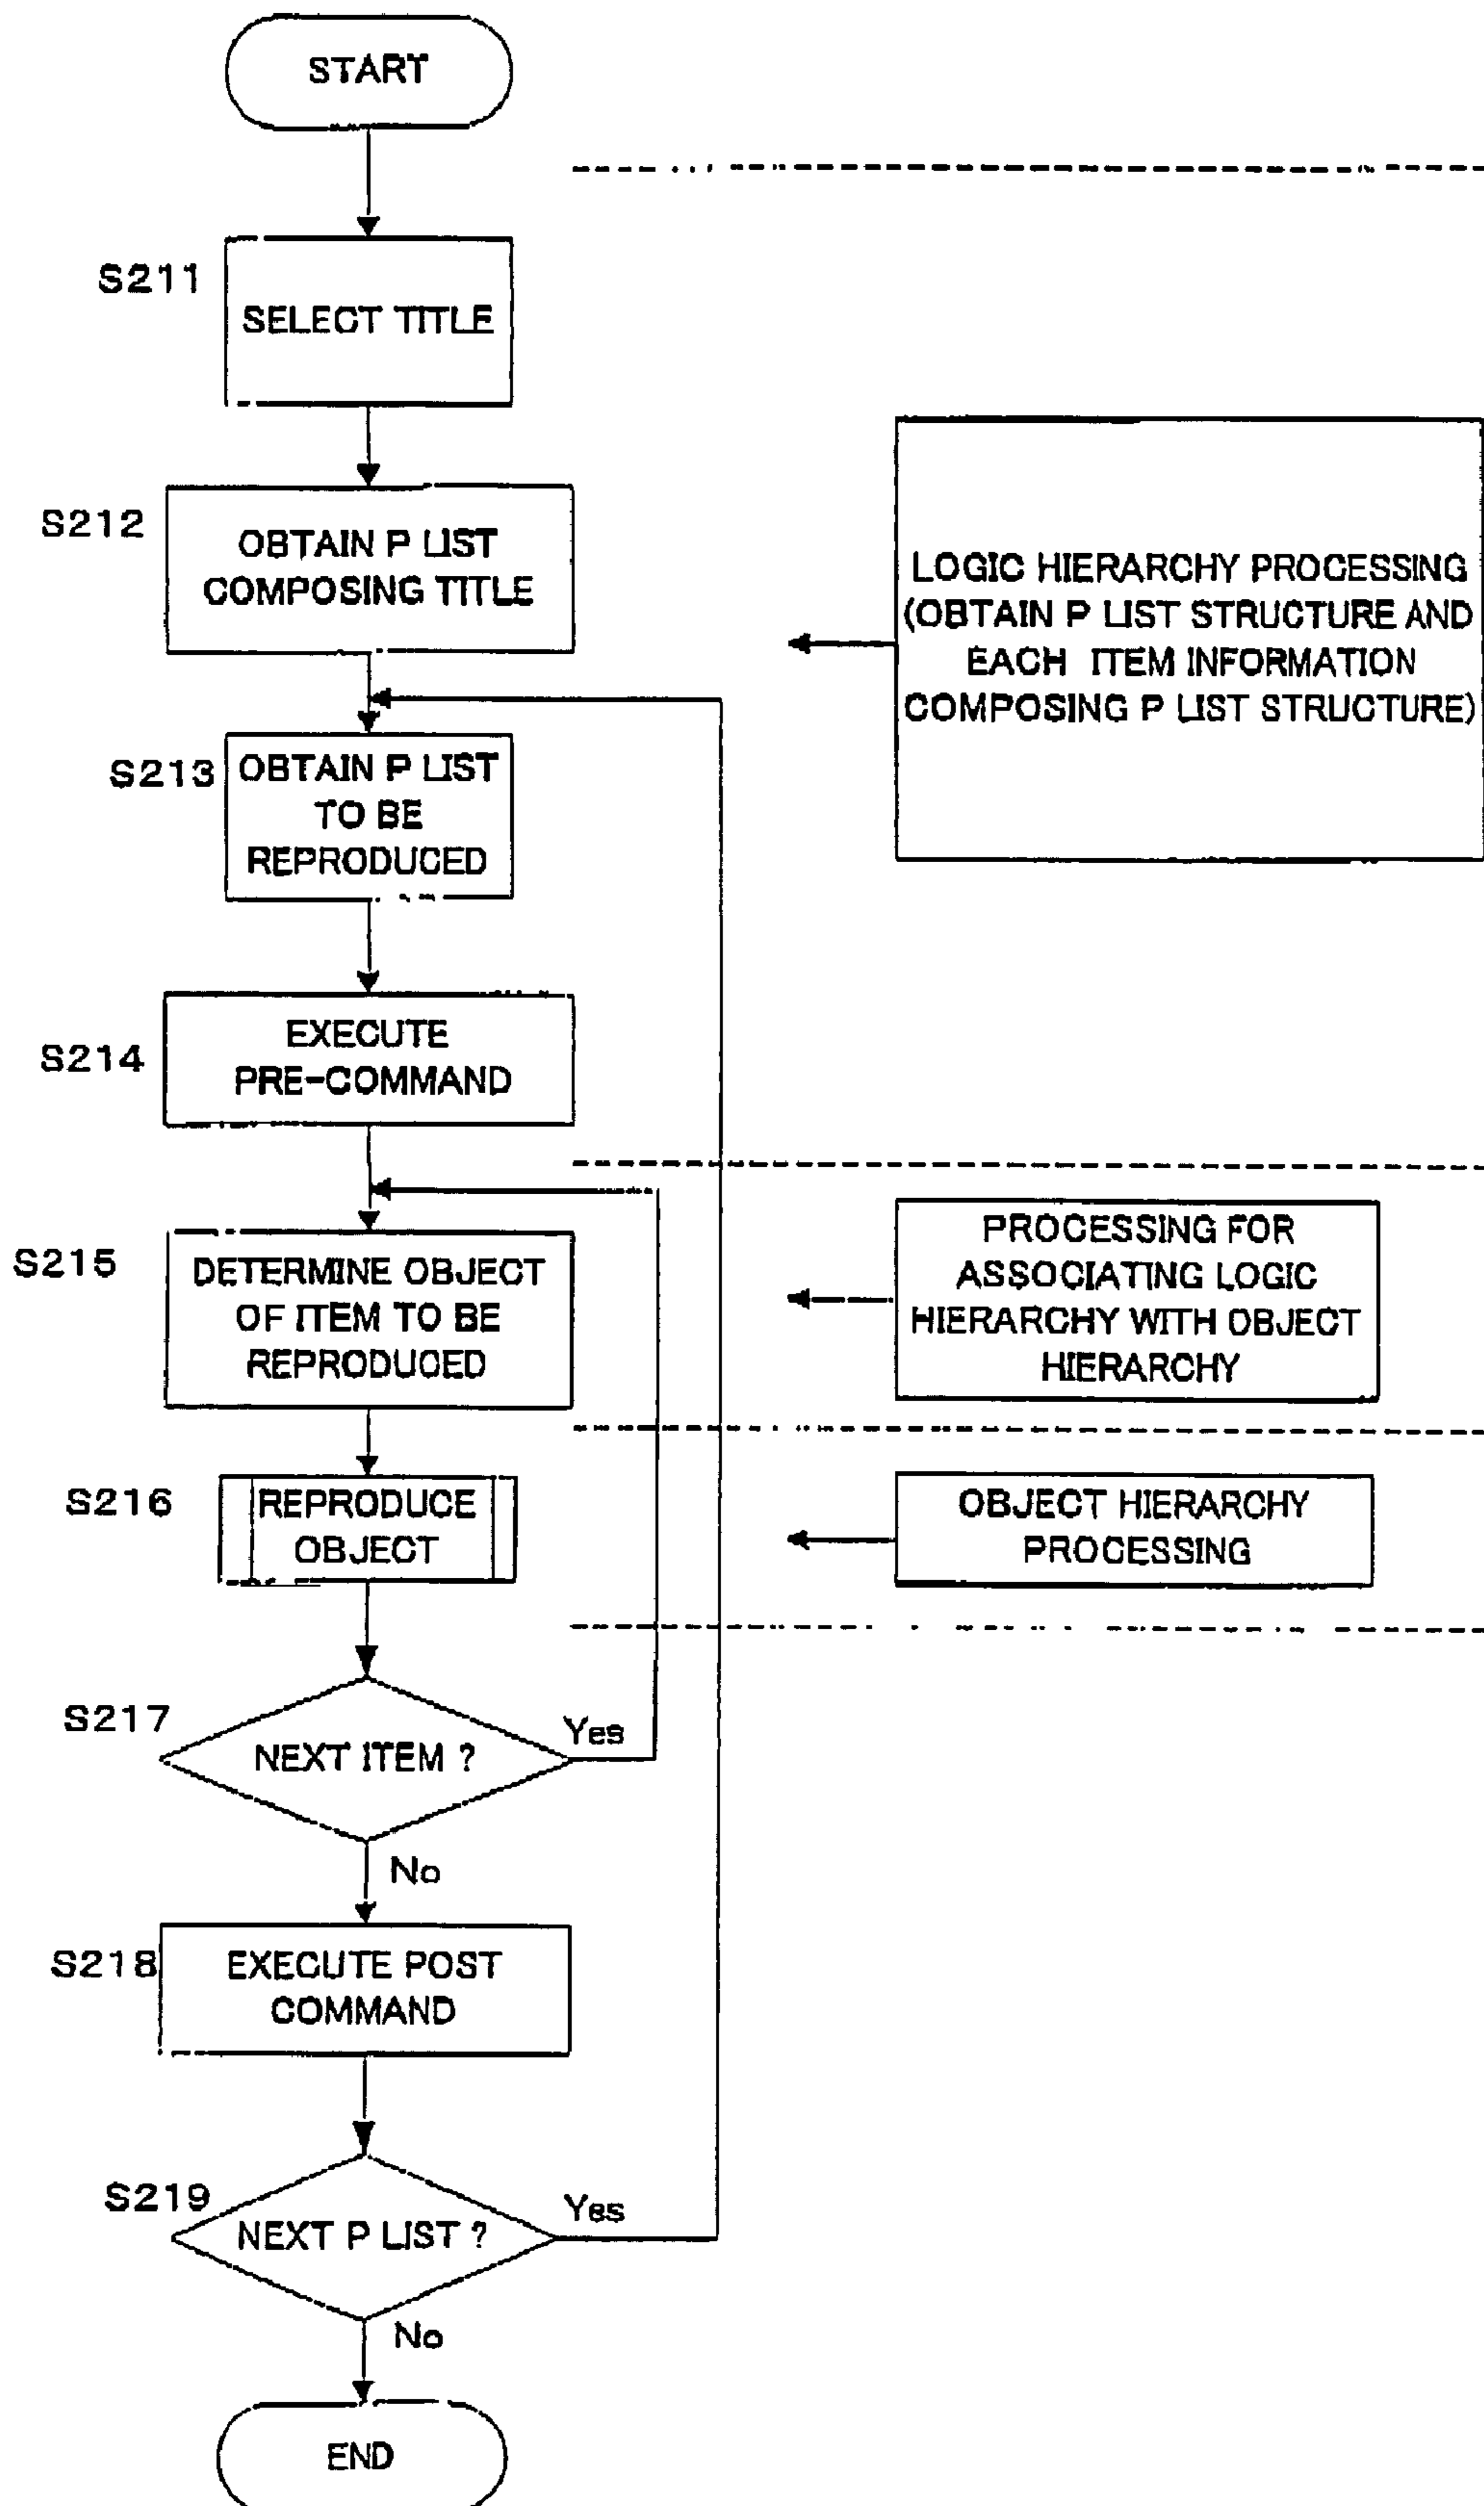 START
S211
SELECT TITLE
S212
OBTAIN P LIST
COMPOSING TITLE
LOGIC HIERARCHY PROCESSING
(OBTAIN P LIST STRUCTURE AND
EACH ITEM INFORMATION
COMPOSING P LIST STRUCTURE)
S213
OBTAIN P LIST
TO BE
REPRODUCED
S214
EXECUTE
PRE-COMMAND
S215
DETERMINE OBJECT
OF ITEM TO BE
REPRODUCED
PROCESSING FOR
ASSOCIATING LOGIC
HIERARCHY WITH OBJECT
HIERARCHY
S216
REPRODUCE
OBJECT
OBJECT HIERARCHY
PROCESSING
S217
NEXT ITEM ?
Yes
No
S218
EXECUTE POST
COMMAND
S219
NEXT P LIST ?
Yes
No
END